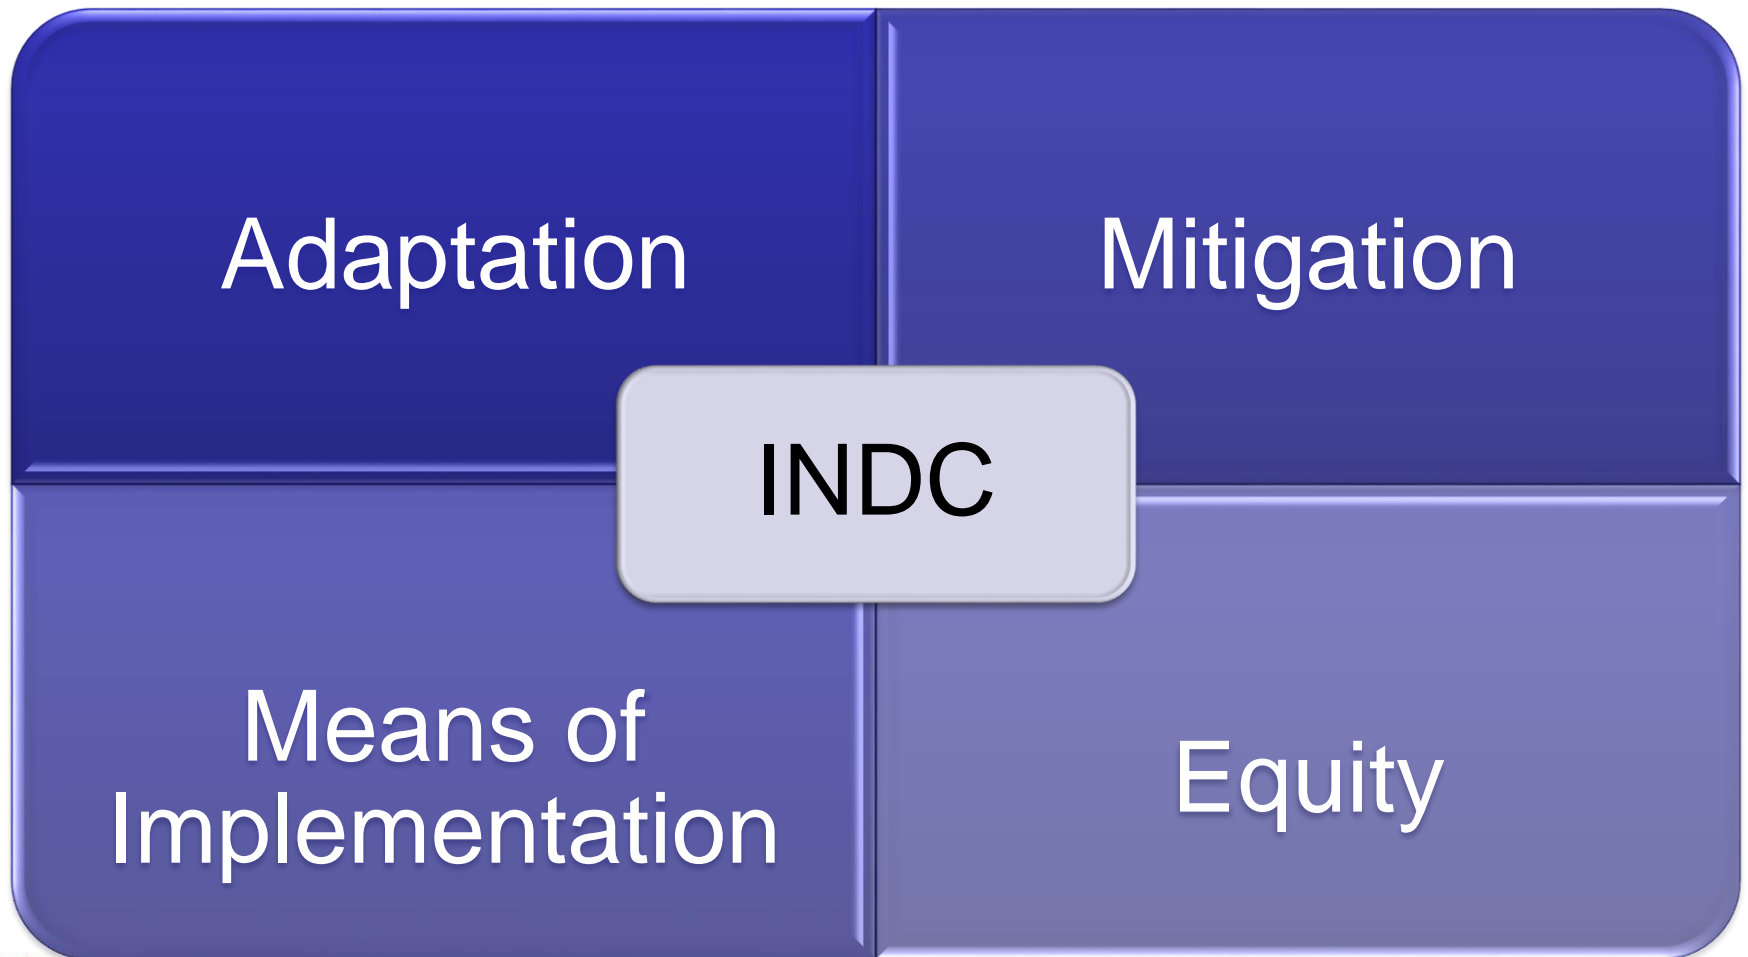 Adaptation
Mitigation
INDC
Means of
Implementation
Equity